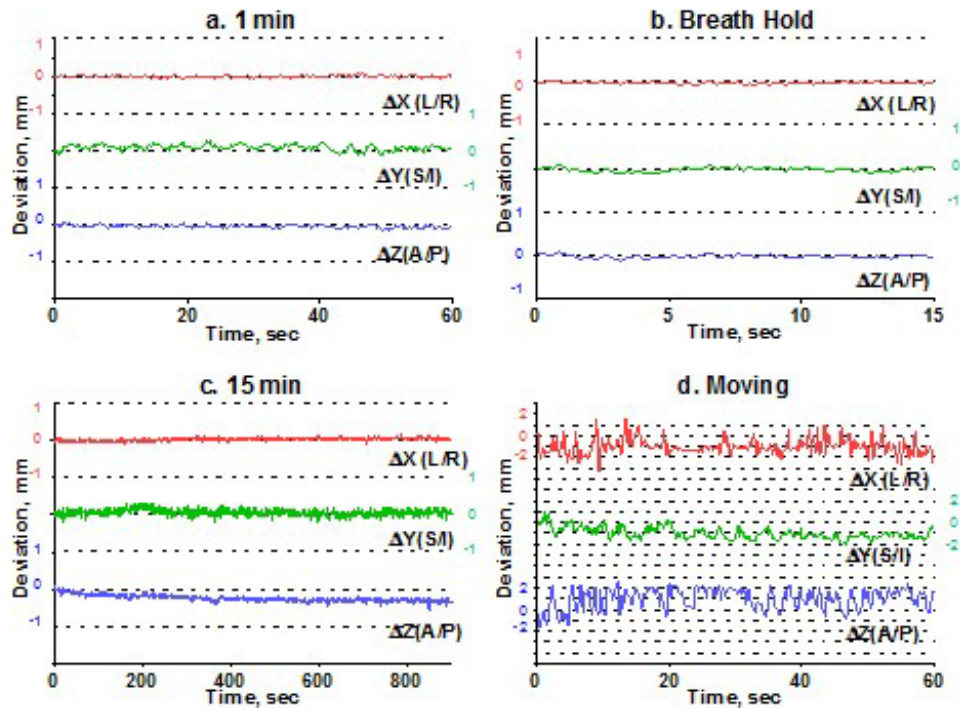 a. 1 min
1
0
-1
1
0
-1
1
0
-1
Deviation, mm
ΔX (L/R)
ΔY(S/I)
ΔZ(A/P)
0 20 40 60
Time, sec
b. Breath Hold
1
0
-1
1
0
-1
1
0
-1
Deviation, mm
ΔX (L/R)
ΔY(S/I)
ΔZ(A/P)
0 5 10 15
Time, sec
c. 15 min
1
0
-1
1
0
-1
1
0
-1
Deviation, mm
ΔX (L/R)
ΔY(S/I)
ΔZ(A/P)
0 200 400 600 800
Time, sec
d. Moving
2
0
-2
2
0
-2
2
0
-2
Deviation, mm
ΔX (L/R)
ΔY(S/I)
ΔZ(A/P)
0 20 40 60
Time, sec